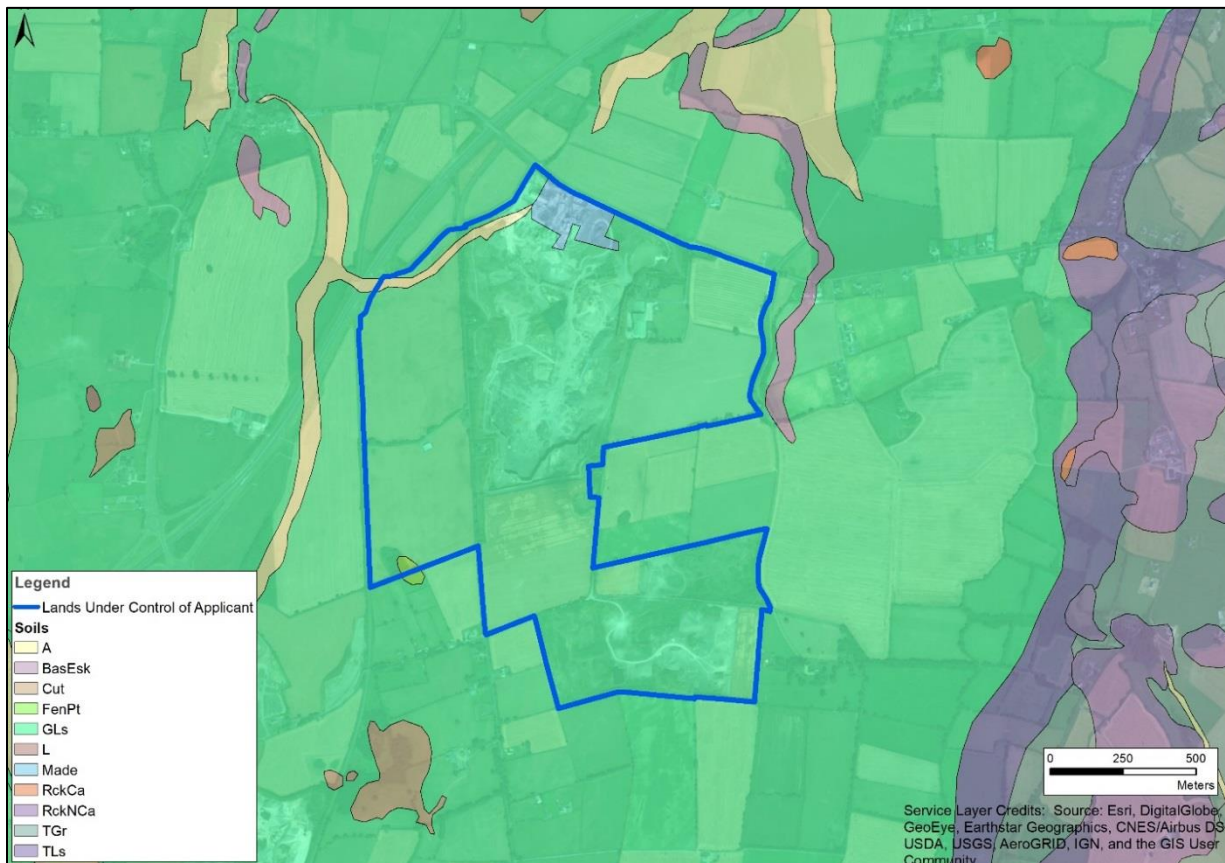 Legend
Lands Under Control of Applicant
Soils
A
BasEsk
Cut
FenPt
GLs
L
Made
RckCa
RckNCa
TGr
TLs
0 250 500
Meters
Service Layer Credits: Source: Esri, DigitalGlobe,
GeoEye, Earthstar Geographics, CNES/Airbus DS,
USDA, USGS, AeroGRID, IGN, and the GIS User
Community